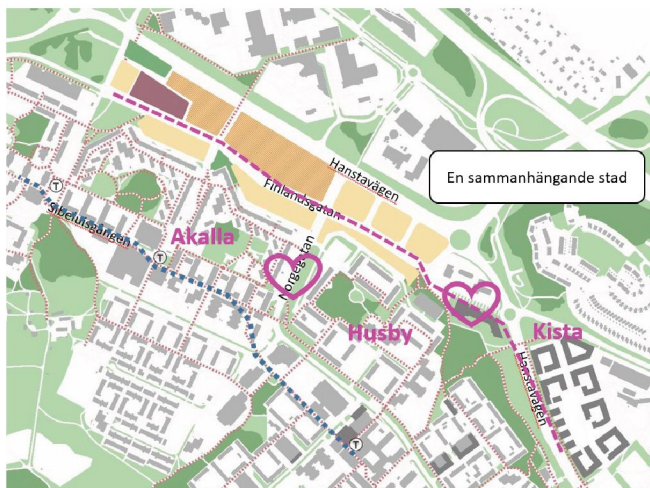 Hanstavägen
En sammanhängande stad
Finlandsgatan
T
Sibeliusgången
Akalla
T
Norgegatan
Husby
Kista
Hanstavägen
T